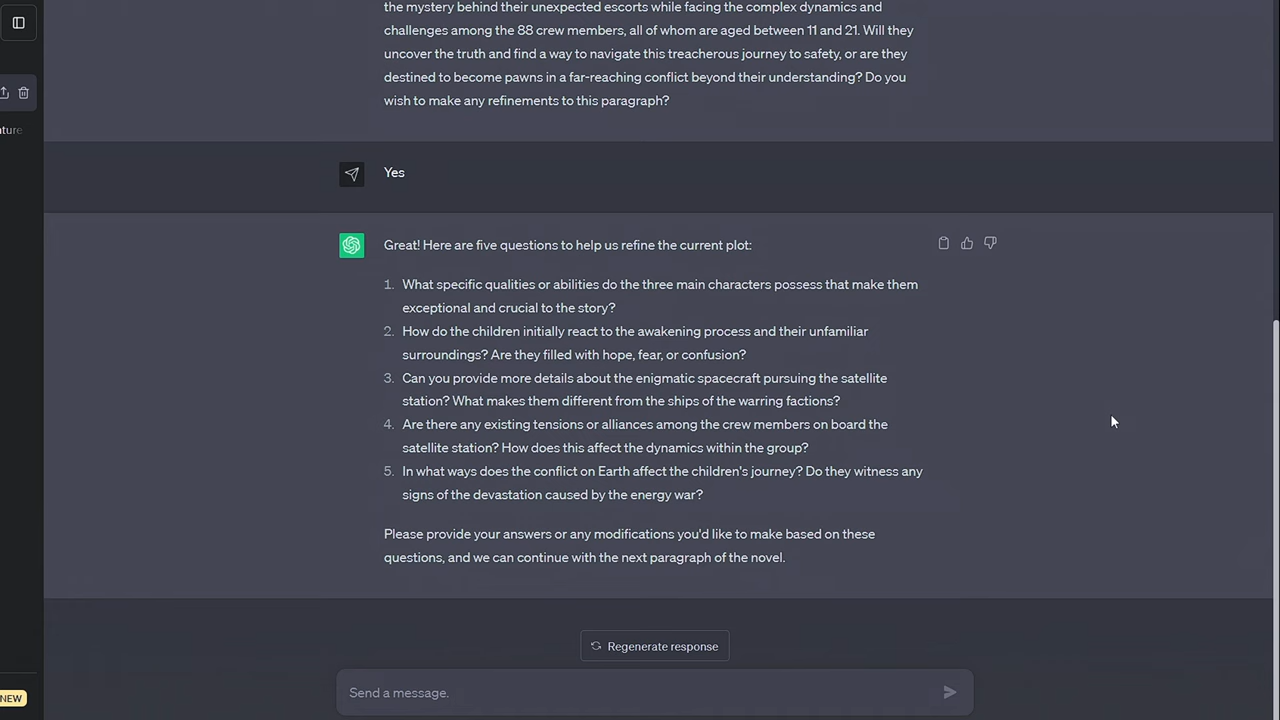 the mystery behind their unexpected escorts while facing the complex dynamics and
challenges among the 88 crew members, all of whom are aged between 11 and 21. Will they
uncover the truth and find a way to navigate this treacherous journey to safety, or are they
destined to become pawns in a far-reaching conflict beyond their understanding? Do you
wish to make any refinements to this paragraph?
ature
Yes
Great! Here are five questions to help us refine the current plot:
1. What specific qualities or abilities do the three main characters possess that make them
exceptional and crucial to the story?
2. How do the children initially react to the awakening process and their unfamiliar
surroundings? Are they filled with hope, fear, or confusion?
3. Can you provide more details about the enigmatic spacecraft pursuing the satellite
station? What makes them different from the ships of the warring factions?
4. Are there any existing tensions or alliances among the crew members on board the
satellite station? How does this affect the dynamics within the group?
5. In what ways does the conflict on Earth affect the children's journey? Do they witness any
signs of the devastation caused by the energy war?
Please provide your answers or any modifications you'd like to make based on these
questions, and we can continue with the next paragraph of the novel.
Regenerate response
Send a message.
NEW